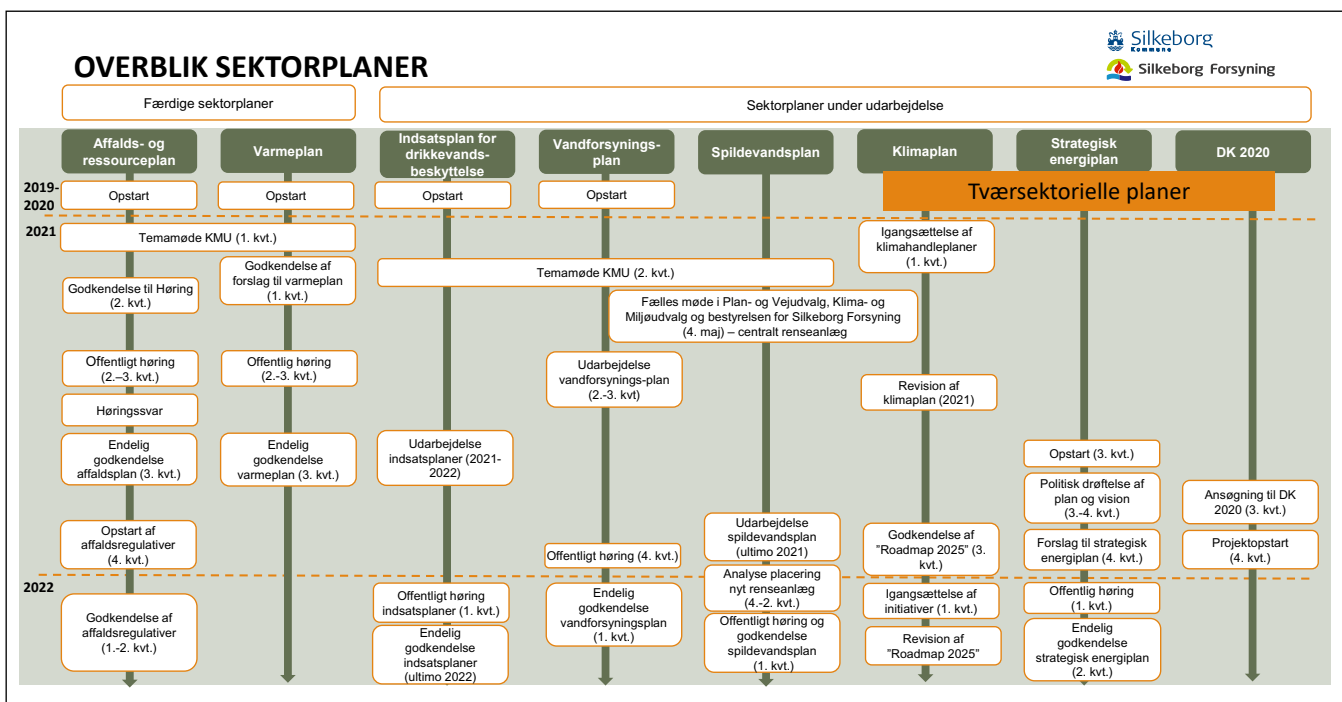 OVERBLIK SEKTORPLANER
Silkeborg
Kommune
Silkeborg Forsyning
Færdige sektorplaner
Sektorplaner under udarbejdelse
Affalds- og
ressourceplan
Varmeplan
Indsatsplan for
drikkevands-
beskyttelse
Vandforsynings-
plan
Spildevandsplan
Klimaplan
Strategisk
energiplan
DK 2020
2019-
2020
Opstart
Opstart
Opstart
Opstart
Tværsektorielle planer
2021
Temamøde KMU (1. kvt.)
Igangsættelse af
klimahandleplaner
(1. kvt.)
Godkendelse til Høring
(2. kvt.)
Godkendelse af
forslag til varmeplan
(1. kvt.)
Temamøde KMU (2. kvt.)
Fælles møde i Plan- og Vejudvalg, Klima- og
Miljøudvalg og bestyrelsen for Silkeborg Forsyning
(4. maj) – centralt renseanlæg
Offentligt høring
(2.–3. kvt.)
Offentlig høring
(2.-3. kvt.)
Udarbejdelse
vandforsynings-plan
(2.-3. kvt)
Revision af
klimaplan (2021)
Høringssvar
Endelig
godkendelse
affaldsplan (3. kvt.)
Endelig
godkendelse
varmeplan (3. kvt.)
Udarbejdelse
indsatsplaner (2021-
2022)
Opstart (3. kvt.)
Politisk drøftelse af
plan og vision
(3.-4. kvt.)
Ansøgning til DK
2020 (3. kvt.)
Opstart af
affaldsregulativer
(4. kvt.)
Offentligt høring (4. kvt.)
Udarbejdelse
spildevandsplan
(ultimo 2021)
Godkendelse af
"Roadmap 2025" (3.
kvt.)
Forslag til strategisk
energiplan (4. kvt.)
Projektopstart
(4. kvt.)
2022
Analyse placering
nyt renseanlæg
(4.-2. kvt.)
Godkendelse af
affaldsregulativer
(1.-2. kvt.)
Offentligt høring
indsatsplaner (1. kvt.)
Endelig
godkendelse
indsatsplaner
(ultimo 2022)
Endelig
godkendelse
vandforsyningsplan
(1. kvt.)
Offentligt høring og
godkendelse
spildevandsplan
(1. kvt.)
Igangsættelse af
initiativer (1. kvt.)
Revision af
"Roadmap 2025"
Offentlig høring
(1. kvt.)
Endelig
godkendelse
strategisk energiplan
(2. kvt.)